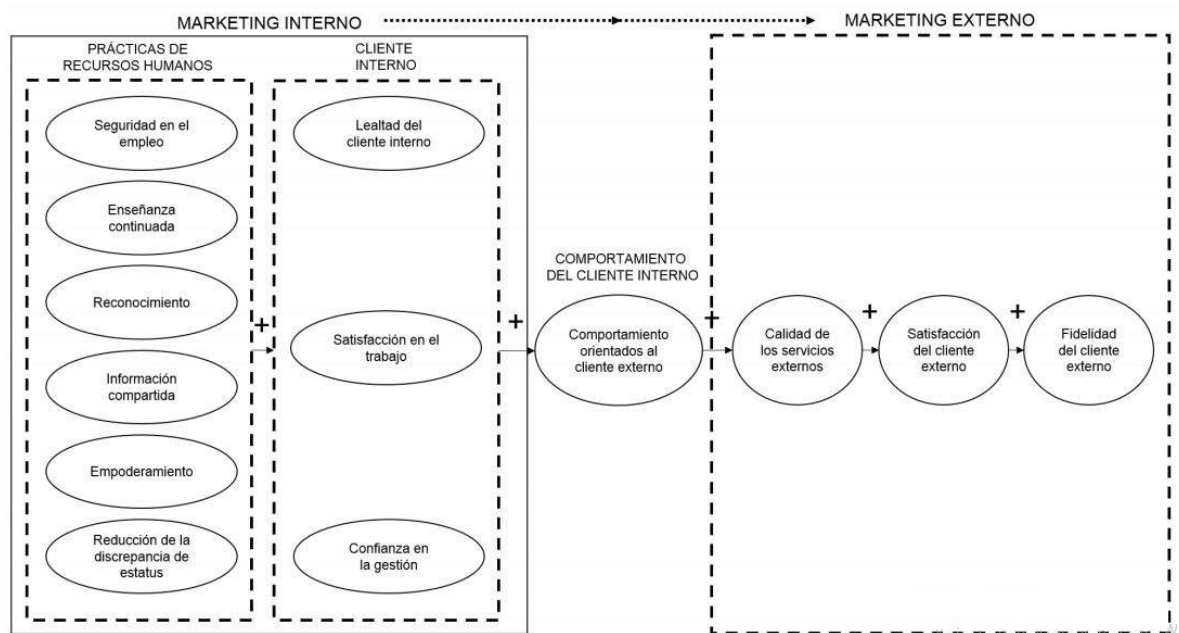 MARKETING INTERNO
MARKETING EXTERNO
PRÁCTICAS DE
RECURSOS HUMANOS
Seguridad en el
empleo
Enseñanza
continuada
Reconocimiento
Información
compartida
Empoderamiento
Reducción de la
discrepancia de
estatus
+
CLIENTE
INTERNO
Lealtad del
cliente interno
Satisfacción en el
trabajo
Confianza en
la gestión
+
COMPORTAMIENTO
DEL CLIENTE INTERNO
Comportamiento
orientados al
cliente externo
+
Calidad de
los servicios
externos
+
Satisfacción
del cliente
externo
+
Fidelidad
del cliente
externo